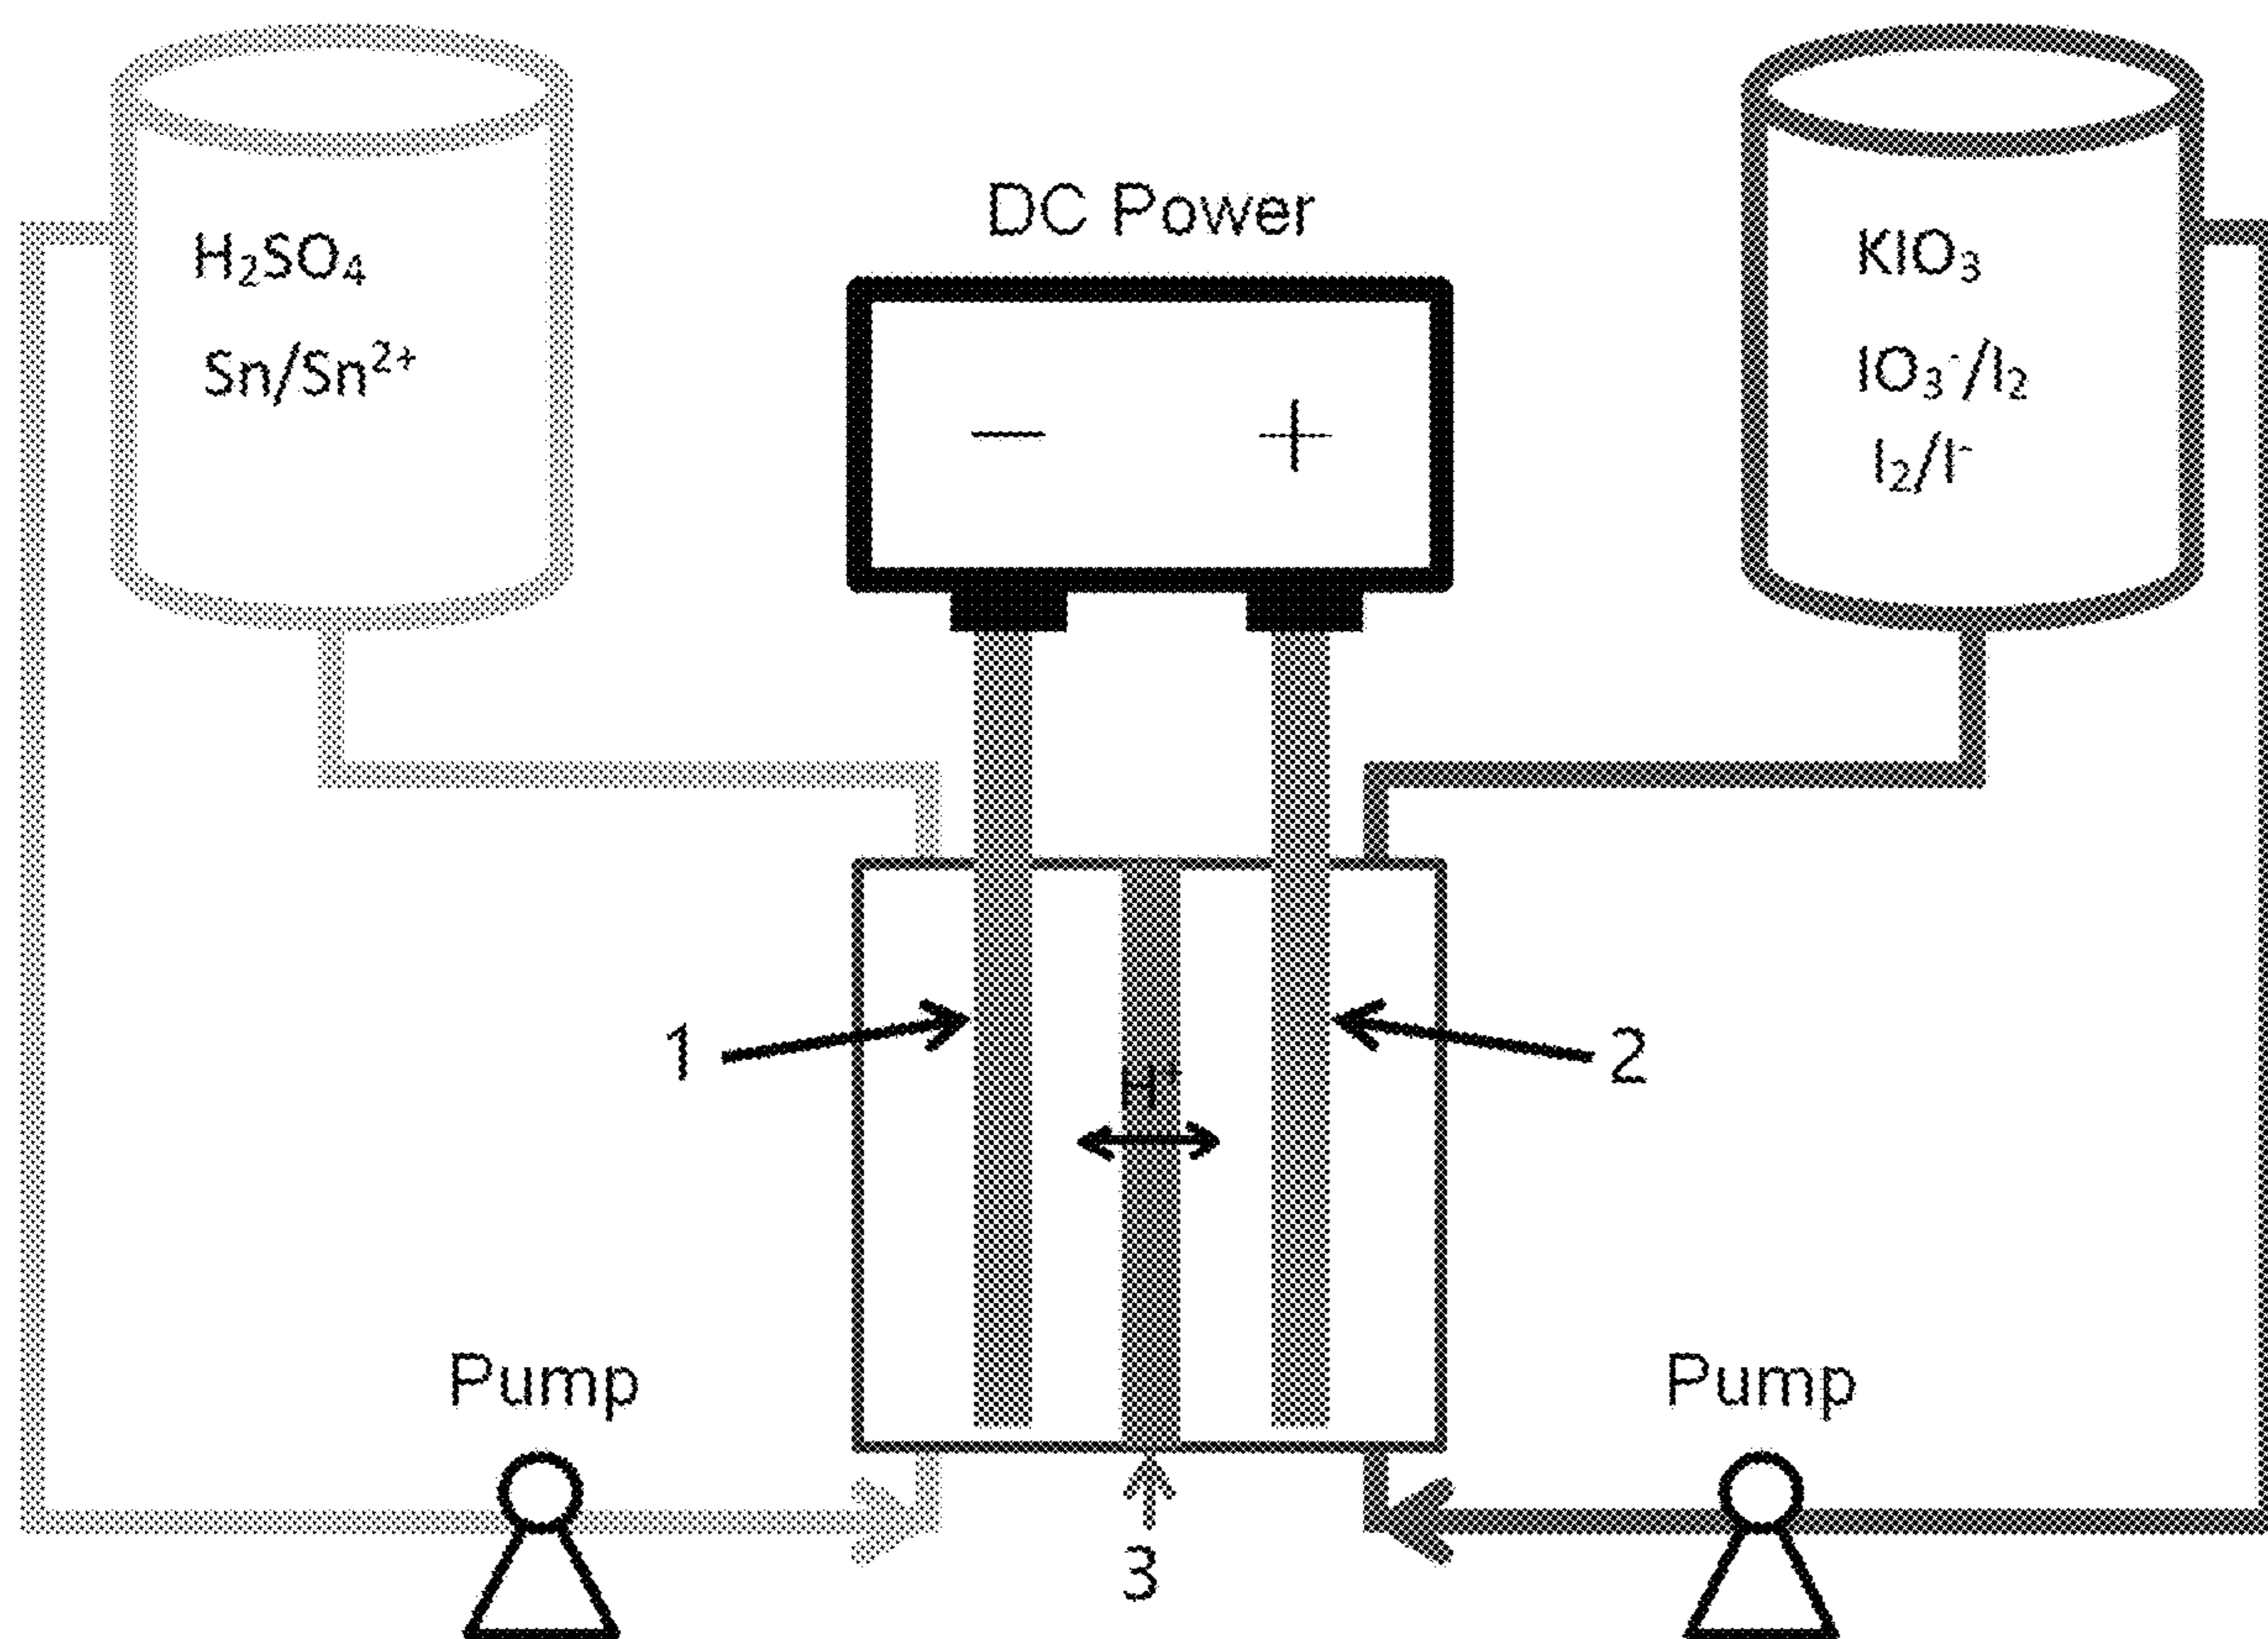 H₂SO₄
Sn/Sn²⁺
DC Power
− +
KIO₃
IO₃⁻/I₂
I₂/I⁻
1
2
H⁺
Pump
Pump
3